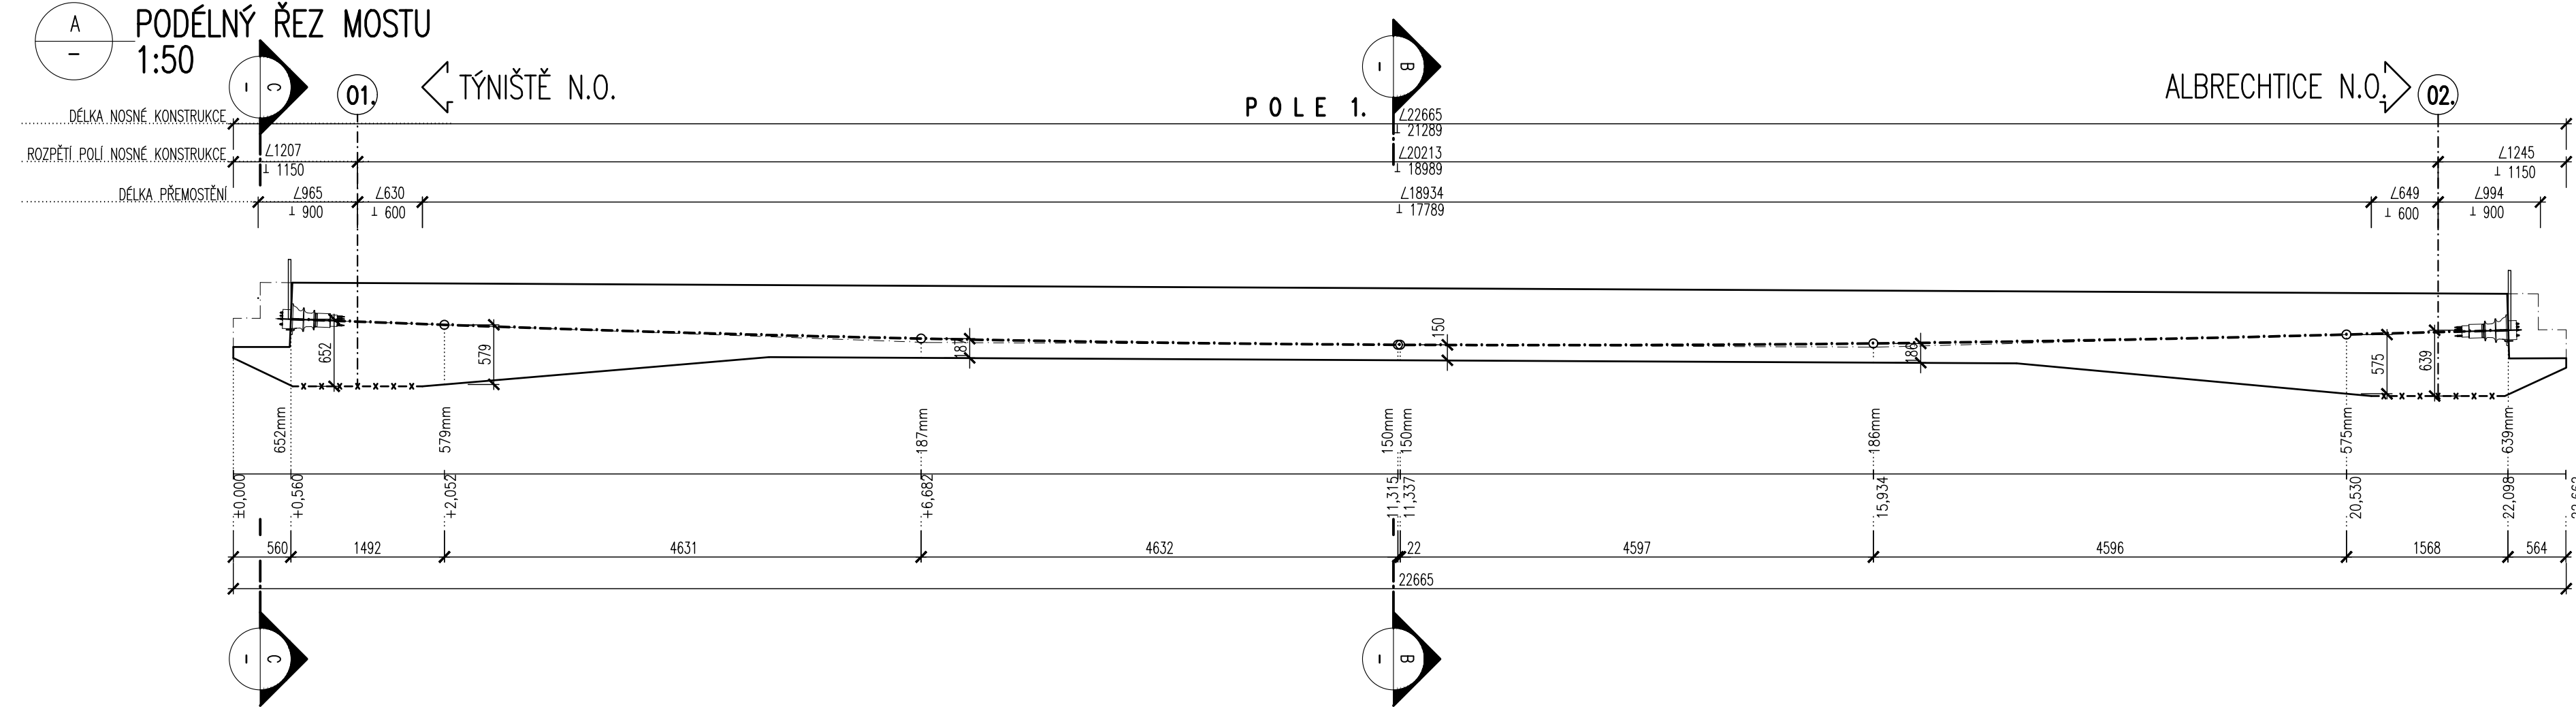 A
–
PODÉLNÝ ŘEZ MOSTU
1:50
C
–
01.
TÝNIŠTĚ N.O.
POLE 1.
B
–
ALBRECHTICE N.O.
02.
DÉLKA NOSNÉ KONSTRUKCE
∠22665
⊥ 21289
ROZPĚTÍ POLÍ NOSNÉ KONSTRUKCE
∠1207
⊥ 1150
∠20213
⊥ 18989
∠1245
⊥ 1150
DÉLKA PŘEMOSTĚNÍ
∠965
⊥ 900
∠630
⊥ 600
∠18934
⊥ 17789
∠649
⊥ 600
∠994
⊥ 900
652
579
187
150
186
575
639
652mm
579mm
187mm
150mm
150mm
186mm
575mm
639mm
±0,000
+0,560
+2,052
+6,682
11,315
11,337
15,934
20,530
22,098
560
1492
4631
4632
22
4597
4596
1568
564
22665
C
–
B
–